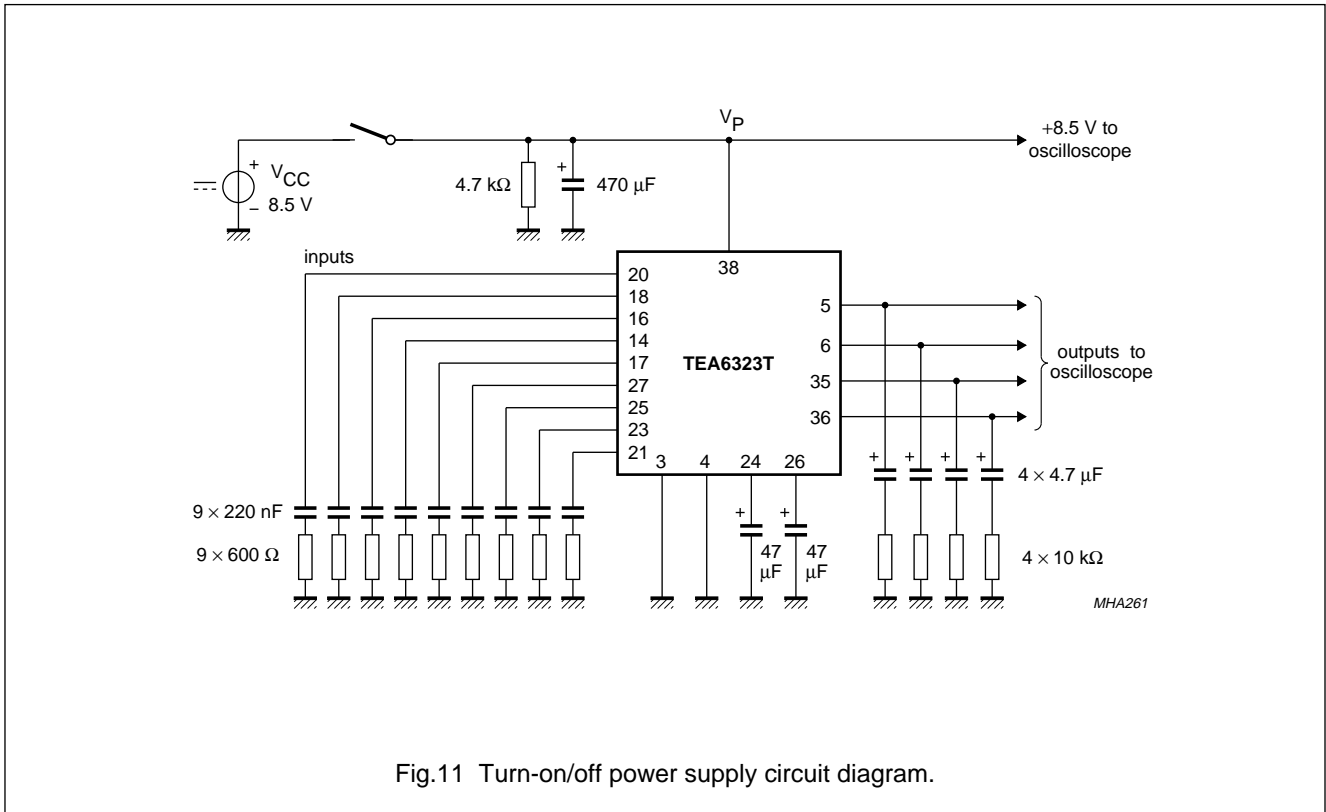 V_P
+8.5 V to
oscilloscope
+
V_CC
−
8.5 V
4.7 kΩ
+
470 μF
inputs
38
20
18
16
14
17
27
25
23
21
TEA6323T
5
6
35
36
outputs to
oscilloscope
3
4
24
26
9 × 220 nF
9 × 600 Ω
+
47
μF
+
47
μF
+
+
+
+
4 × 4.7 μF
4 × 10 kΩ
MHA261
Fig.11 Turn-on/off power supply circuit diagram.